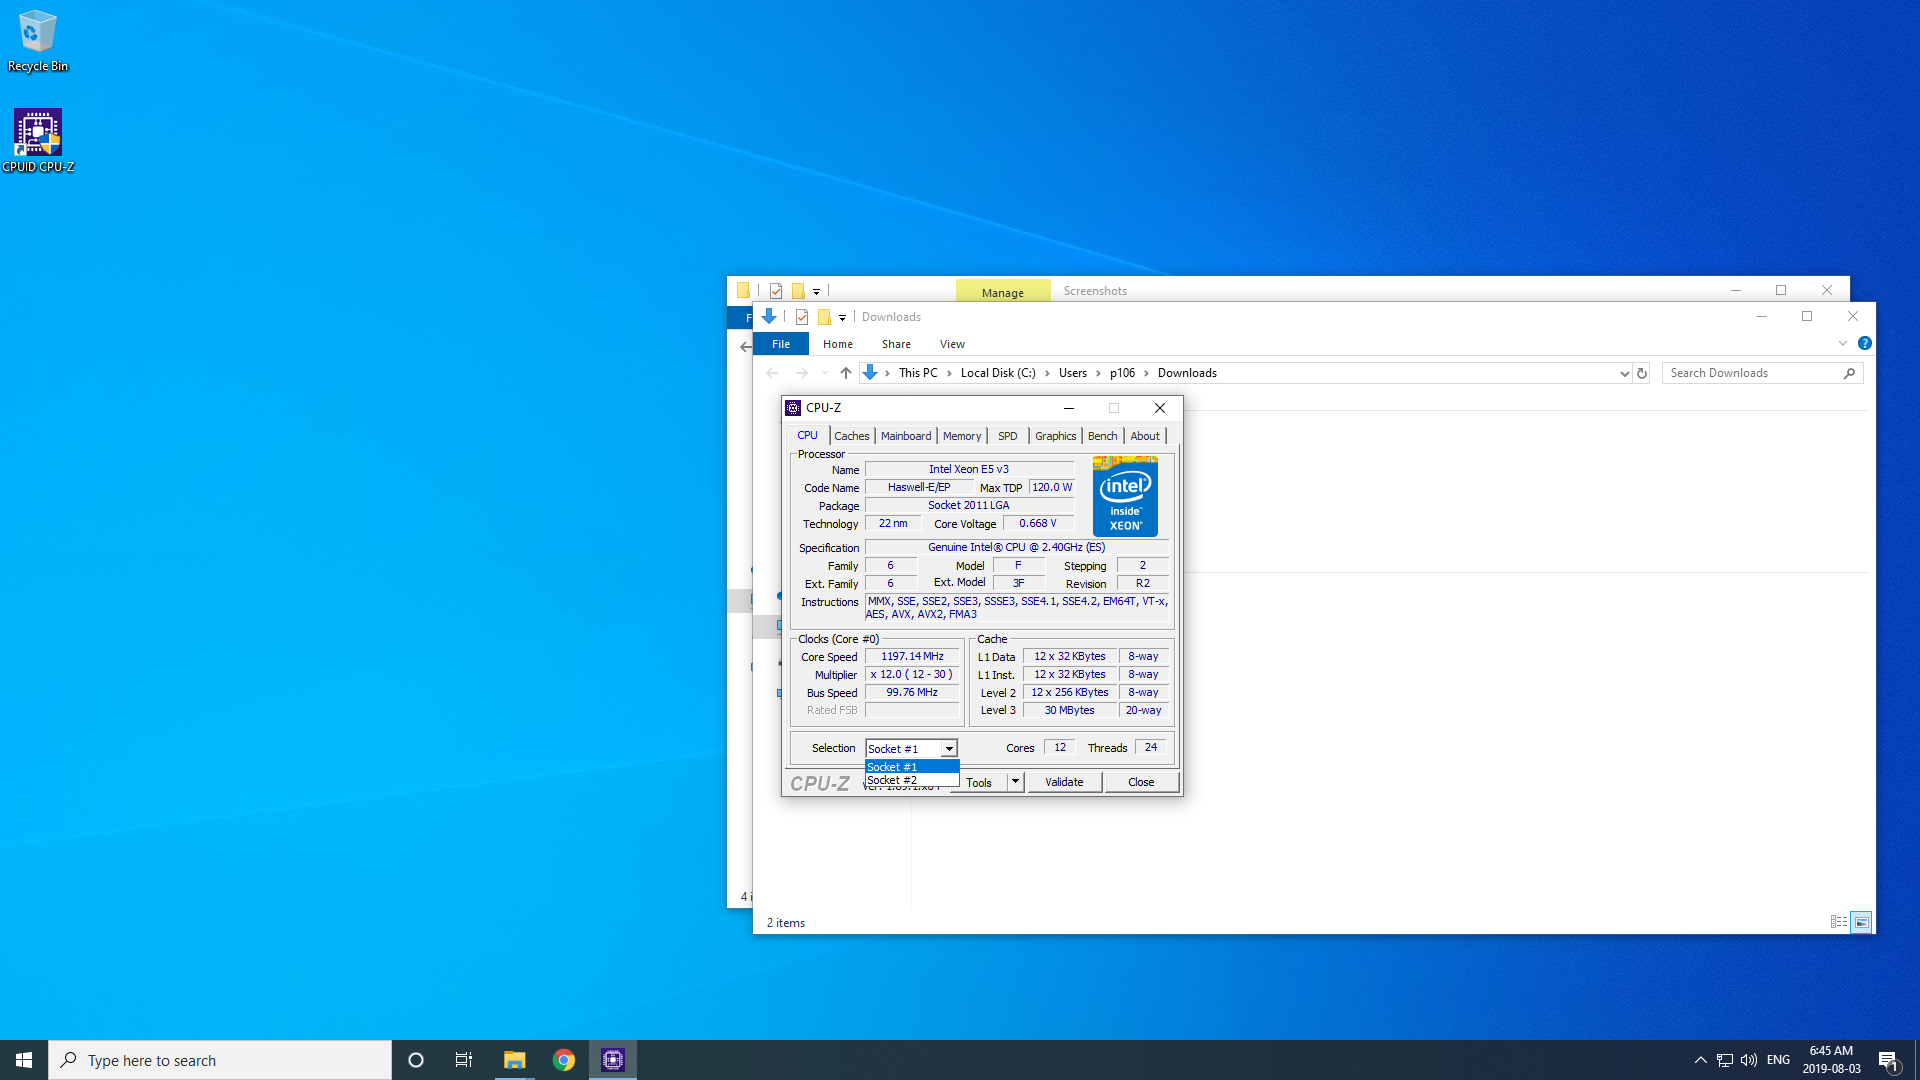 Recycle Bin
CPUID CPU-Z
Manage
Screenshots
Downloads
File
Home
Share
View
This PC
Local Disk (C:)
Users
p106
Downloads
Search Downloads
CPU-Z
CPU
Caches
Mainboard
Memory
SPD
Graphics
Bench
About
Processor
Name
Intel Xeon E5 v3
Code Name
Haswell-E/EP
Max TDP
120.0 W
Package
Socket 2011 LGA
Technology
22 nm
Core Voltage
0.668 V
intel
inside™
XEON®
Specification
Genuine Intel® CPU @ 2.40GHz (ES)
Family
6
Model
F
Stepping
2
Ext. Family
6
Ext. Model
3F
Revision
R2
Instructions
MMX, SSE, SSE2, SSE3, SSSE3, SSE4.1, SSE4.2, EM64T, VT-x,
AES, AVX, AVX2, FMA3
Clocks (Core #0)
Core Speed
1197.14 MHz
Multiplier
x 12.0 ( 12 - 30 )
Bus Speed
99.76 MHz
Rated FSB
Cache
L1 Data
12 x 32 KBytes
8-way
L1 Inst.
12 x 32 KBytes
8-way
Level 2
12 x 256 KBytes
8-way
Level 3
30 MBytes
20-way
Selection
Socket #1
Cores
12
Threads
24
Socket #1
Socket #2
CPU-Z
Tools
Validate
Close
4 i
2 items
Type here to search
ENG
6:45 AM
2019-08-03
1